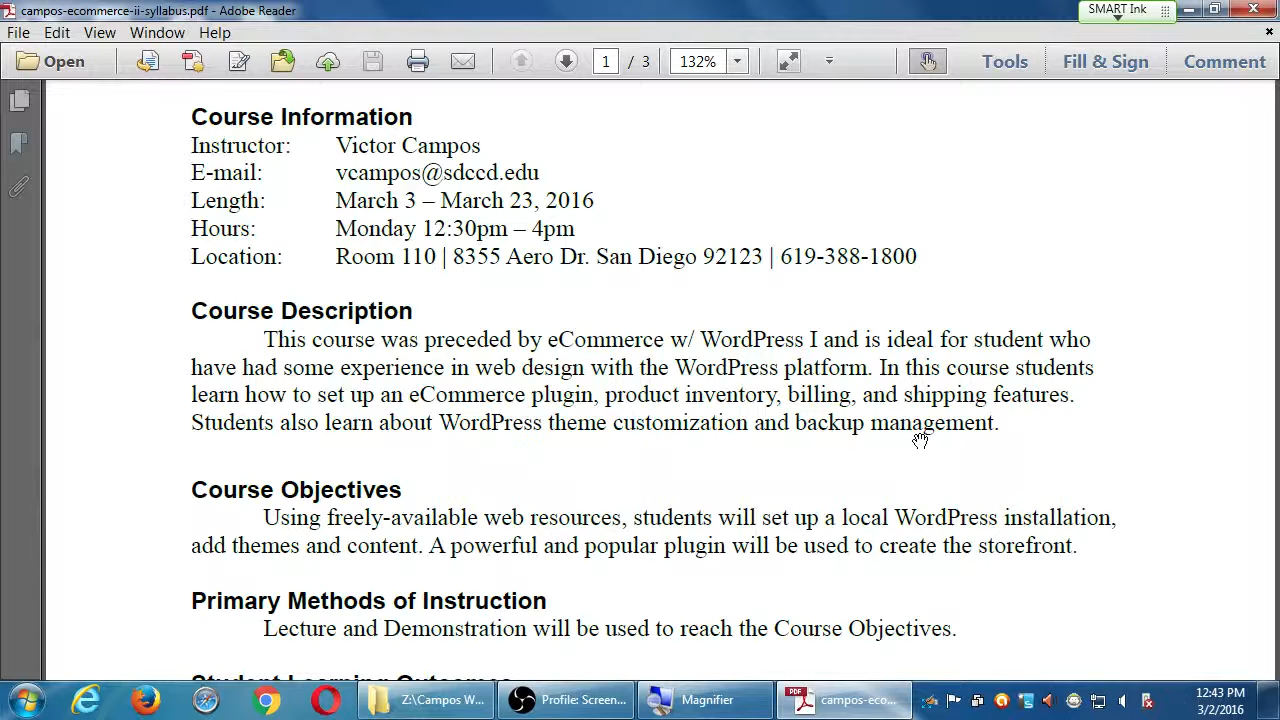 campos-ecommerce-ii-syllabus.pdf - Adobe Reader
SMART Ink
File Edit View Window Help
Open 1 / 3 132% Tools Fill & Sign Comment
Course Information
Instructor: Victor Campos
E-mail: vcampos@sdccd.edu
Length: March 3 – March 23, 2016
Hours: Monday 12:30pm – 4pm
Location: Room 110 | 8355 Aero Dr. San Diego 92123 | 619-388-1800
Course Description
This course was preceded by eCommerce w/ WordPress I and is ideal for student who
have had some experience in web design with the WordPress platform. In this course students
learn how to set up an eCommerce plugin, product inventory, billing, and shipping features.
Students also learn about WordPress theme customization and backup management.
Course Objectives
Using freely-available web resources, students will set up a local WordPress installation,
add themes and content. A powerful and popular plugin will be used to create the storefront.
Primary Methods of Instruction
Lecture and Demonstration will be used to reach the Course Objectives.
Student Learning Outcomes
Z:\Campos W... Profile: Screen... Magnifier PDF campos-eco... 12:43 PM
3/2/2016